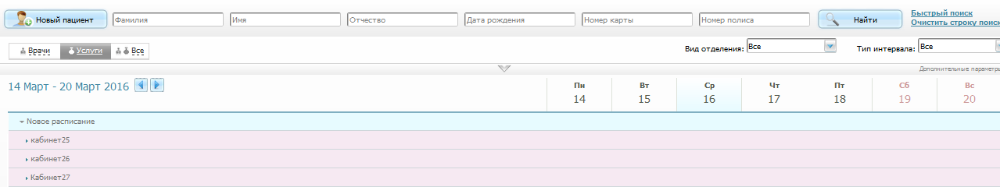 Новый пациент Фамилия Имя Отчество Дата рождения Номер карты Номер полиса Найти Быстрый поиск
Очистить строку поиск
Врачи Услуги Все Вид отделения: Все Тип интервала: Все
Дополнительные параметры
14 Март - 20 Март 2016 Пн Вт Ср Чт Пт Сб Вс
14 15 16 17 18 19 20
Nовое расписание
кабинет25
кабинет26
Кабинет27